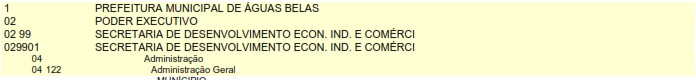 1 PREFEITURA MUNICIPAL DE ÁGUAS BELAS
02 PODER EXECUTIVO
02 99 SECRETARIA DE DESENVOLVIMENTO ECON. IND. E COMÉRCI
029901 SECRETARIA DE DESENVOLVIMENTO ECON. IND. E COMÉRCI
04 Administração
04 122 Administração Geral